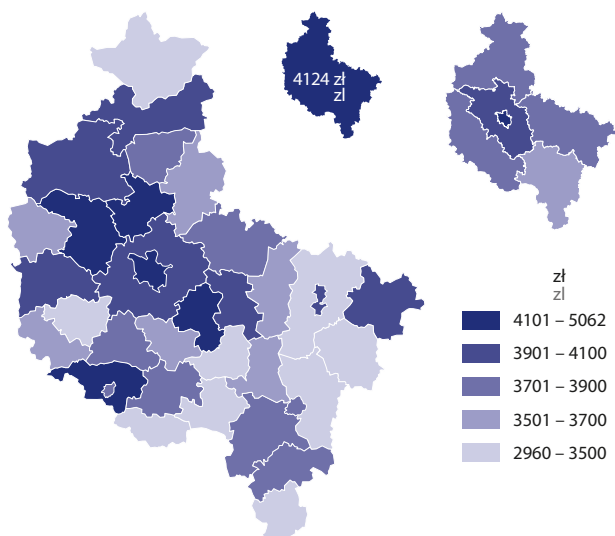 4124 zł
zl
zł
zl
4101 – 5062
3901 – 4100
3701 – 3900
3501 – 3700
2960 – 3500